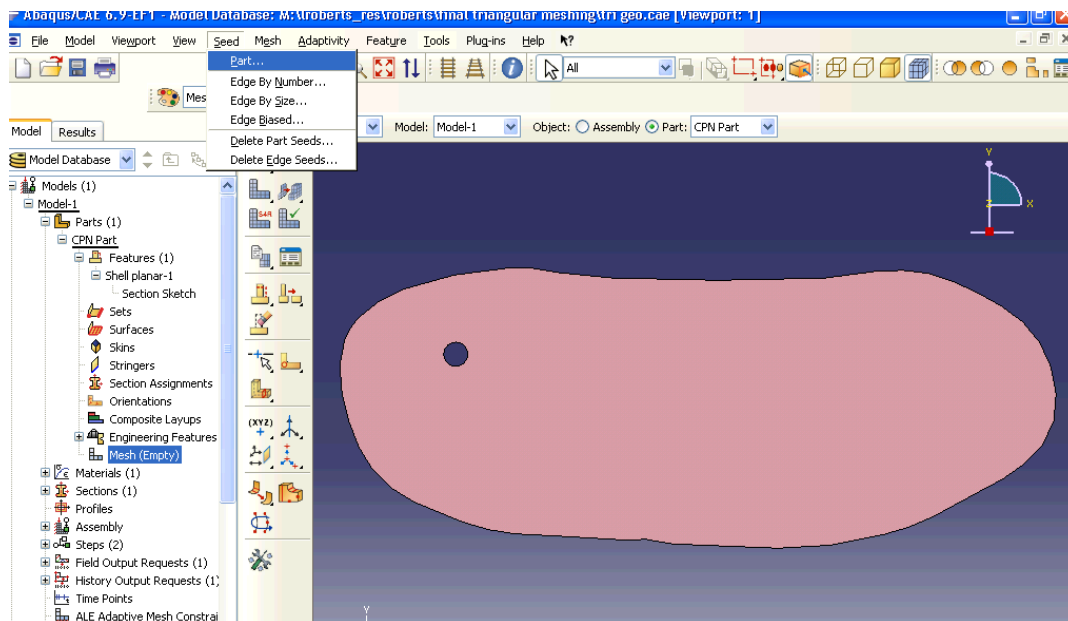 Abaqus/CAE 6.9-EF1 - Model Database: M:\lroberts_res\roberts\final triangular meshing\tri geo.cae [Viewport: 1]
File Model Viewport View Seed Mesh Adaptivity Feature Tools Plug-ins Help
Part...
All
Edge By Number...
Mes
Edge By Size...
Edge Biased...
Model Results
Model: Model-1 Object: Assembly Part: CPN Part
Delete Part Seeds...
Model Database
Delete Edge Seeds...
Models (1)
Model-1
Parts (1)
CPN Part
Features (1)
Shell planar-1
Section Sketch
Sets
Surfaces
Skins
Stringers
Section Assignments
Orientations
Composite Layups
Engineering Features
Mesh (Empty)
Materials (1)
Sections (1)
Profiles
Assembly
Steps (2)
Field Output Requests (1)
History Output Requests (1)
Time Points
ALE Adaptive Mesh Constrai
S4R
(XYZ)
Y
Z
X
Y